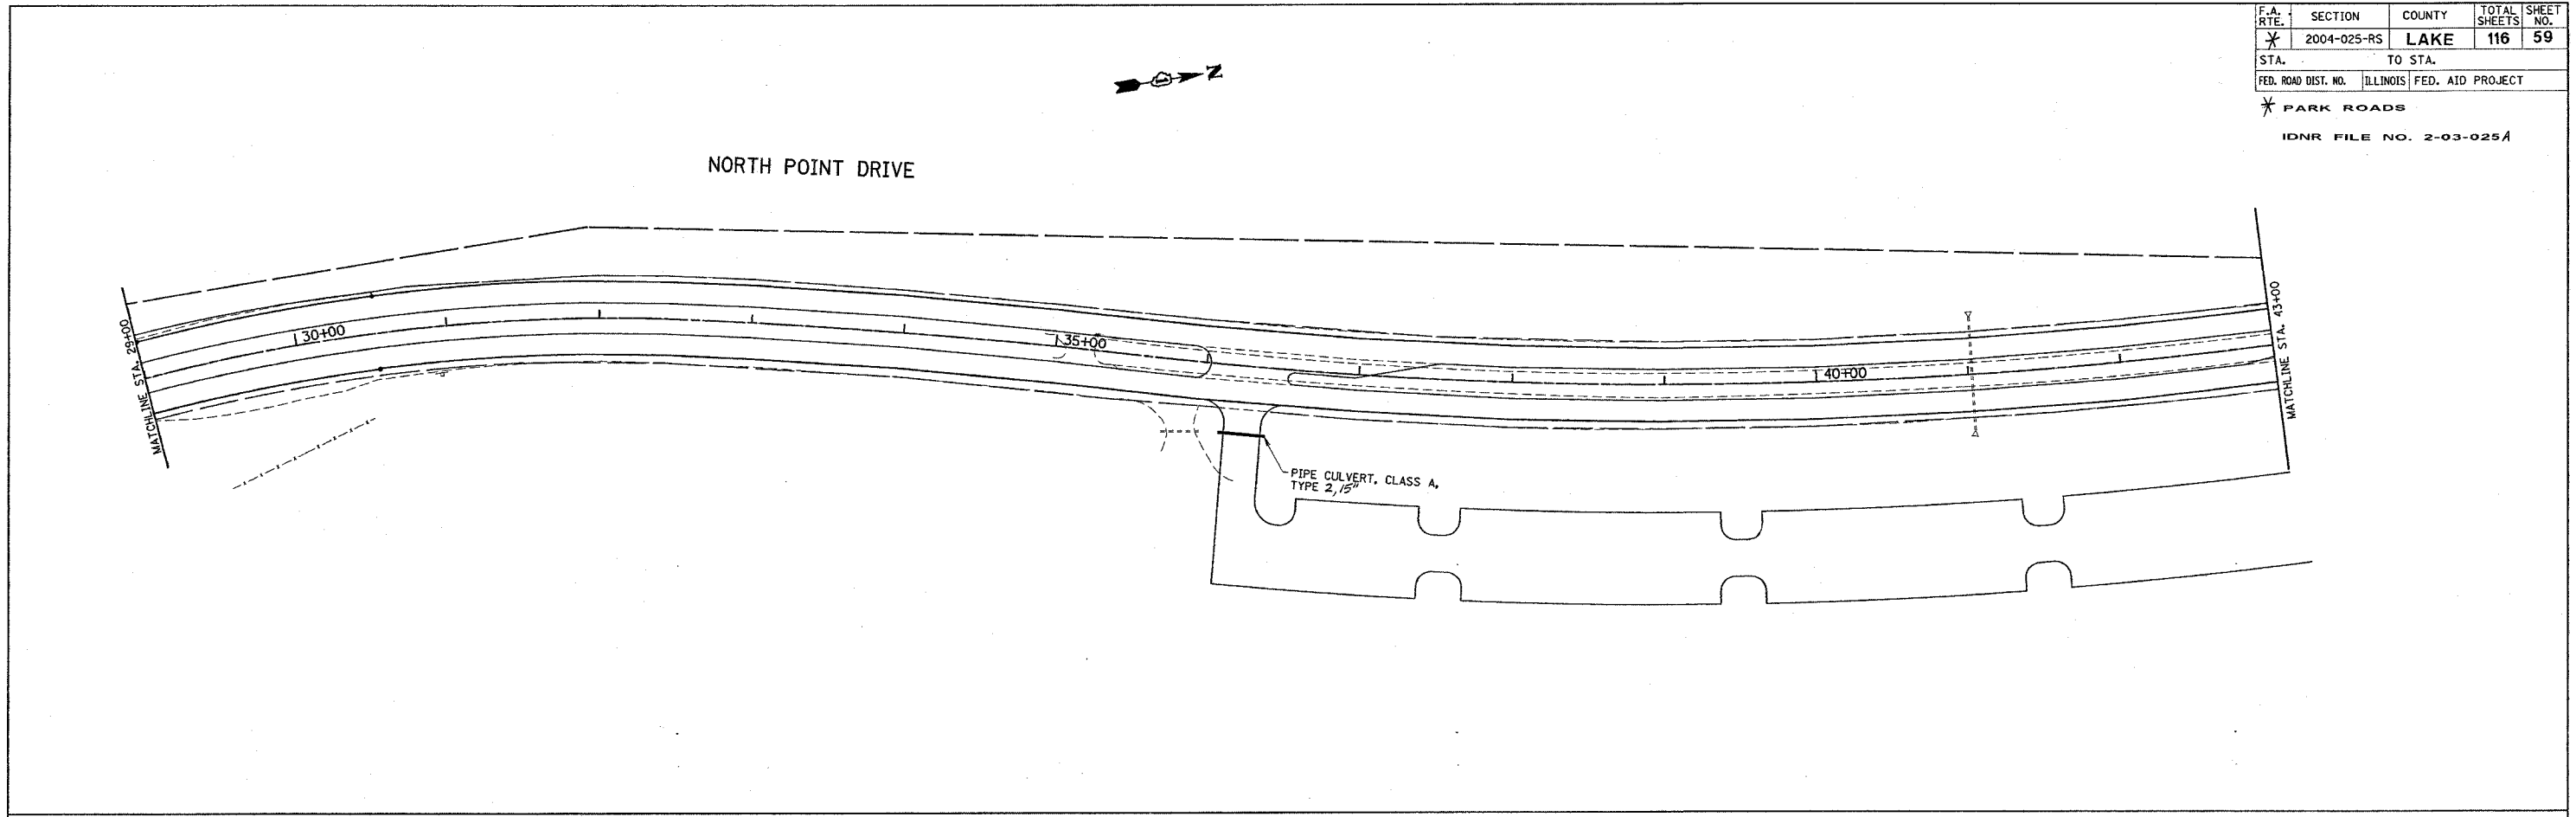 F.A. RTE. SECTION COUNTY TOTAL SHEETS SHEET NO.
* 2004-025-RS LAKE 116 59
STA. TO STA.
FED. ROAD DIST. NO. ILLINOIS FED. AID PROJECT
* PARK ROADS
IDNR FILE NO. 2-03-025A
N
NORTH POINT DRIVE
MATCHLINE STA. 29+00
30+00
35+00
40+00
MATCHLINE STA. 43+00
PIPE CULVERT, CLASS A,
TYPE 2, 15"